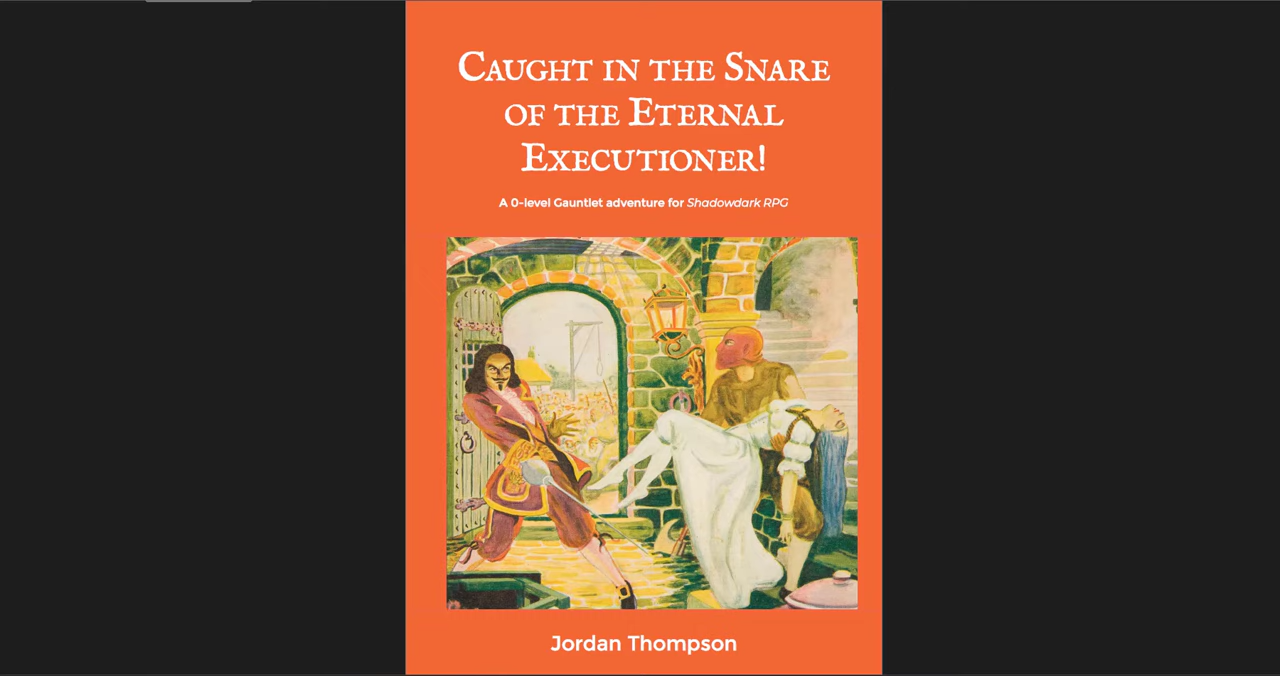 Caught in the Snare
of the Eternal
Executioner!
A 0-level Gauntlet adventure for Shadowdark RPG
Jordan Thompson